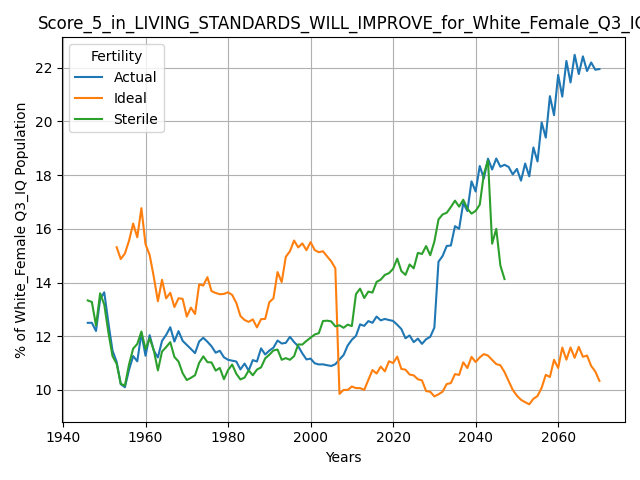 Score_5_in_LIVING_STANDARDS_WILL_IMPROVE_for_White_Female_Q3_IQ
Fertility
Actual
Ideal
Sterile
% of White_Female Q3_IQ Population
22
20
18
16
14
12
10
1940
1960
1980
2000
2020
2040
2060
Years